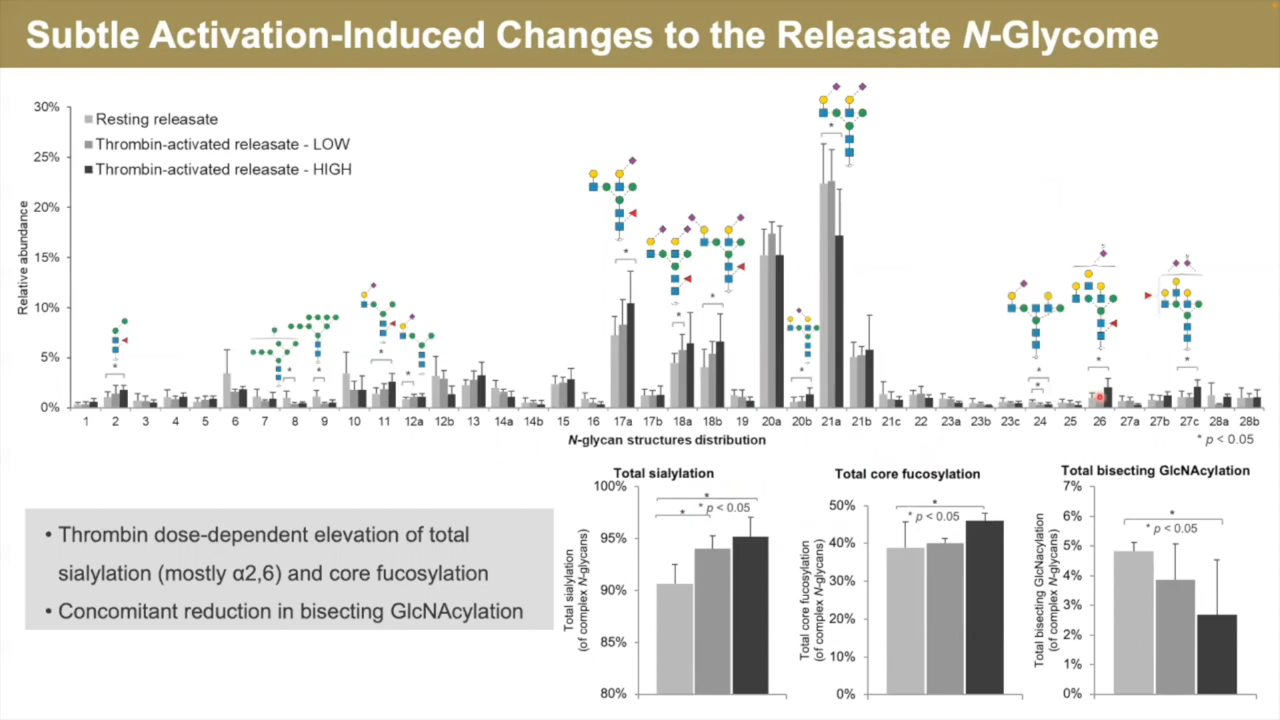 Subtle Activation-Induced Changes to the Releasate N-Glycome
30%
25%
20%
15%
10%
5%
0%
Relative abundance
Resting releasate
Thrombin-activated releasate - LOW
Thrombin-activated releasate - HIGH
* * * * * * * * * * * * *
1 2 3 4 5 6 7 8 9 10 11 12a 12b 13 14a 14b 15 16 17a 17b 18a 18b 19 20a 20b 21a 21b 21c 22 23a 23b 23c 24 25 26 27a 27b 27c 28a 28b
N-glycan structures distribution
* p < 0.05
• Thrombin dose-dependent elevation of total
sialylation (mostly α2,6) and core fucosylation
• Concomitant reduction in bisecting GlcNAcylation
Total sialylation
100%
95%
90%
85%
80%
Total sialylation
(of complex N-glycans)
*
* * p < 0.05
Total core fucosylation
50%
40%
30%
20%
10%
0%
Total core fucosylation
(of complex N-glycans)
*
* p < 0.05
Total bisecting GlcNAcylation
7%
6%
5%
4%
3%
2%
1%
0%
Total bisecting GlcNacylation
(of complex N-glycans)
*
* p < 0.05